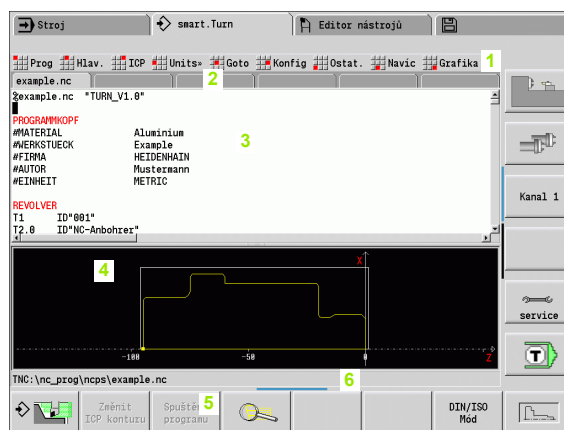 Stroj smart.Turn Editor nástrojů
Prog Hlav. ICP Units» Goto Konfig Ostat. Navíc Grafika 1
example.nc 2
%example.nc "TURN_V1.0"
PROGRAMMKOPF
#MATERIAL Aluminium
#WERKSTUECK Example 3
#FIRMA HEIDENHAIN
#AUTOR Mustermann
#EINHEIT METRIC
REVOLVER
T1 ID"001"
T2.0 ID"NC-Anbohrer"
Kanal 1
4
X
-100 -50 0 Z
service
T
TNC:\nc_prog\ncps\example.nc 6
Změnit
ICP konturu
5
programu
DIN/ISO
Mód